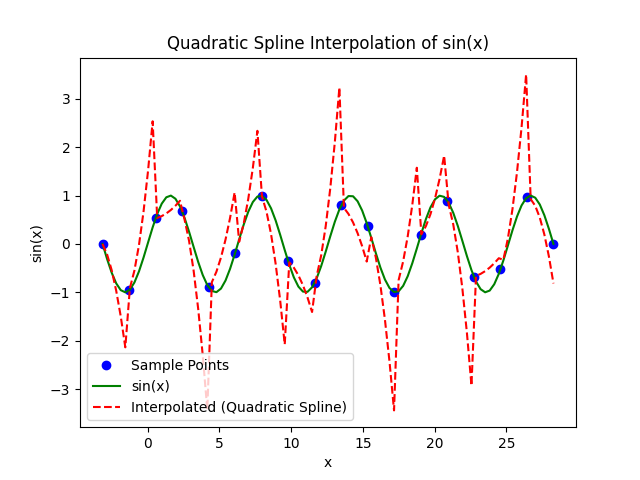 Quadratic Spline Interpolation of sin(x)
sin(x)
3
2
1
0
−1
−2
−3
Sample Points
sin(x)
Interpolated (Quadratic Spline)
0
5
10
15
20
25
x